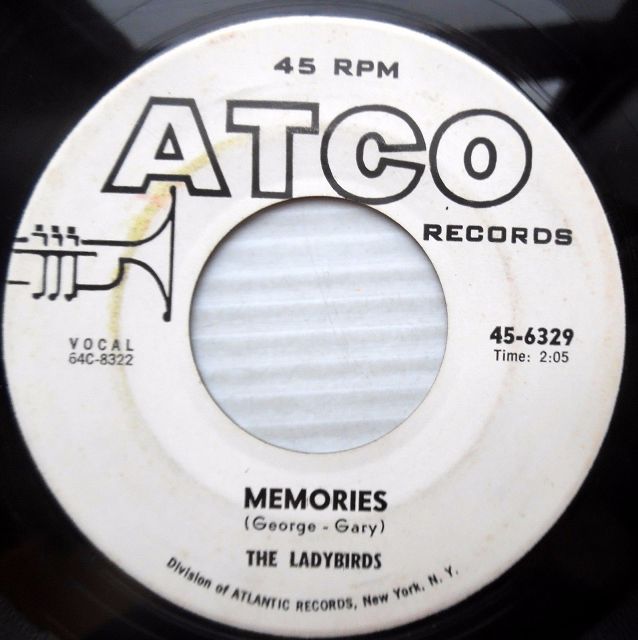 45 RPM
ATCO
RECORDS
VOCAL
64C-8322
45-6329
Time: 2:05
MEMORIES
(George - Gary)
THE LADYBIRDS
Division of ATLANTIC RECORDS, New York, N. Y.